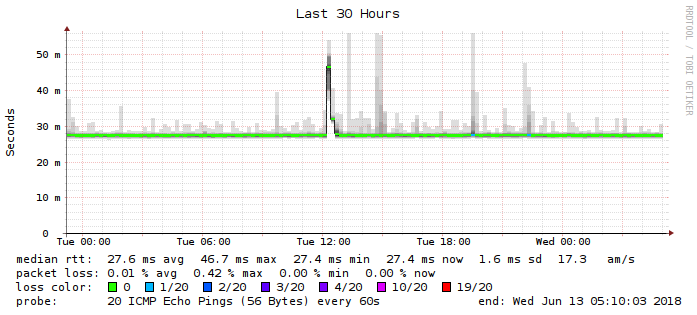 Last 30 Hours
RRDTOOL / TOBI OETIKER
Seconds
50 m
40 m
30 m
20 m
10 m
0
Tue 00:00 Tue 06:00 Tue 12:00 Tue 18:00 Wed 00:00
median rtt: 27.6 ms avg 46.7 ms max 27.4 ms min 27.4 ms now 1.6 ms sd 17.3 am/s
packet loss: 0.01 % avg 0.42 % max 0.00 % min 0.00 % now
loss color: 0 1/20 2/20 3/20 4/20 10/20 19/20
probe: 20 ICMP Echo Pings (56 Bytes) every 60s end: Wed Jun 13 05:10:03 2018